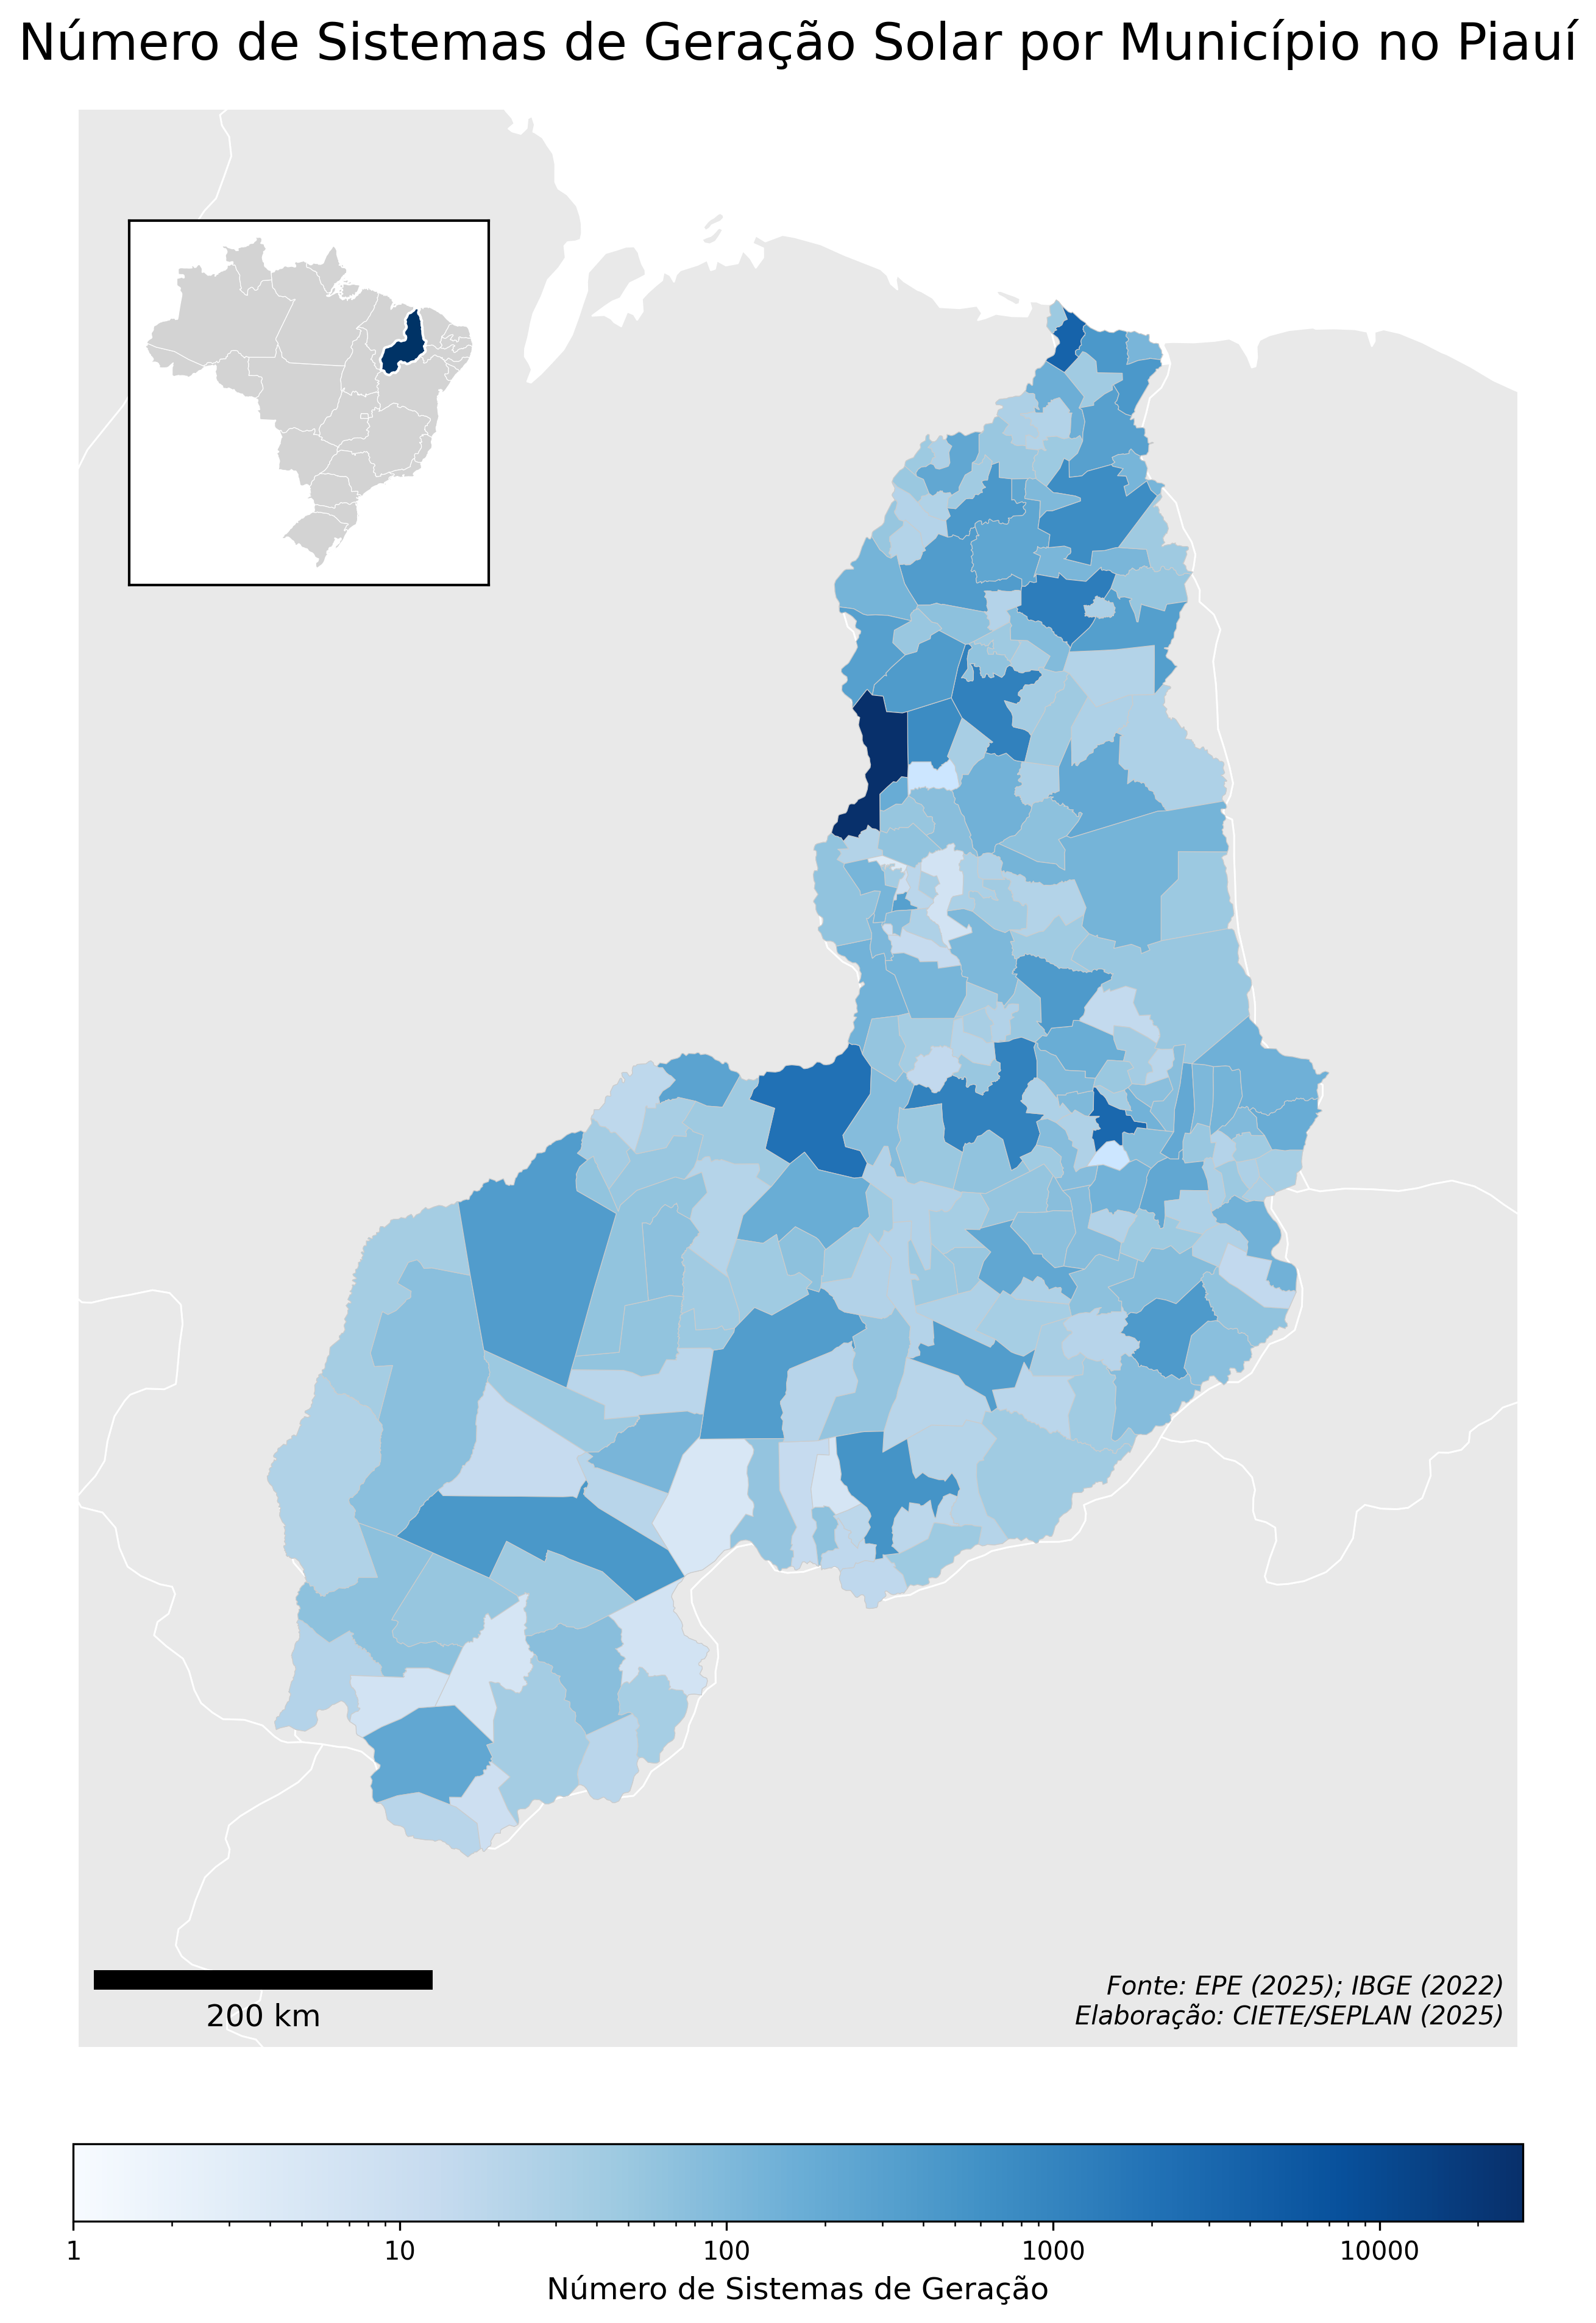 Número de Sistemas de Geração Solar por Município no Piauí
200 km
Fonte: EPE (2025); IBGE (2022)
Elaboração: CIETE/SEPLAN (2025)
1 10 100 1000 10000
Número de Sistemas de Geração